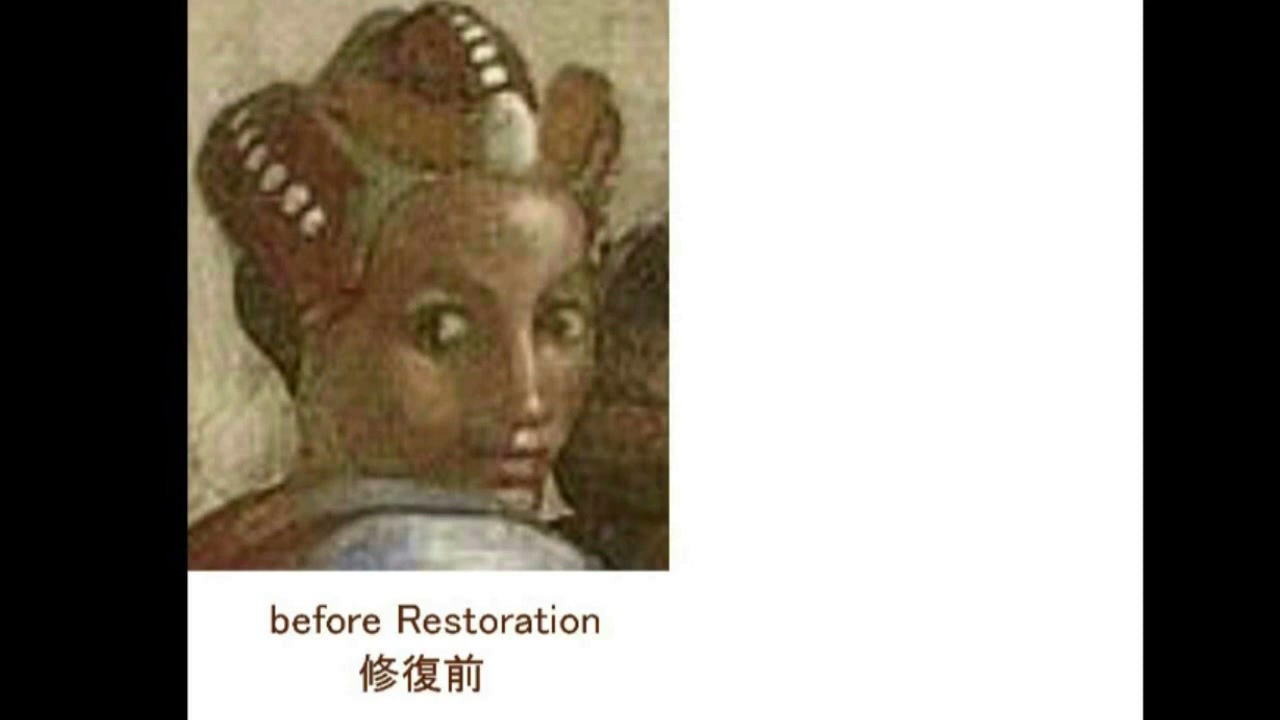 before Restoration
修復前